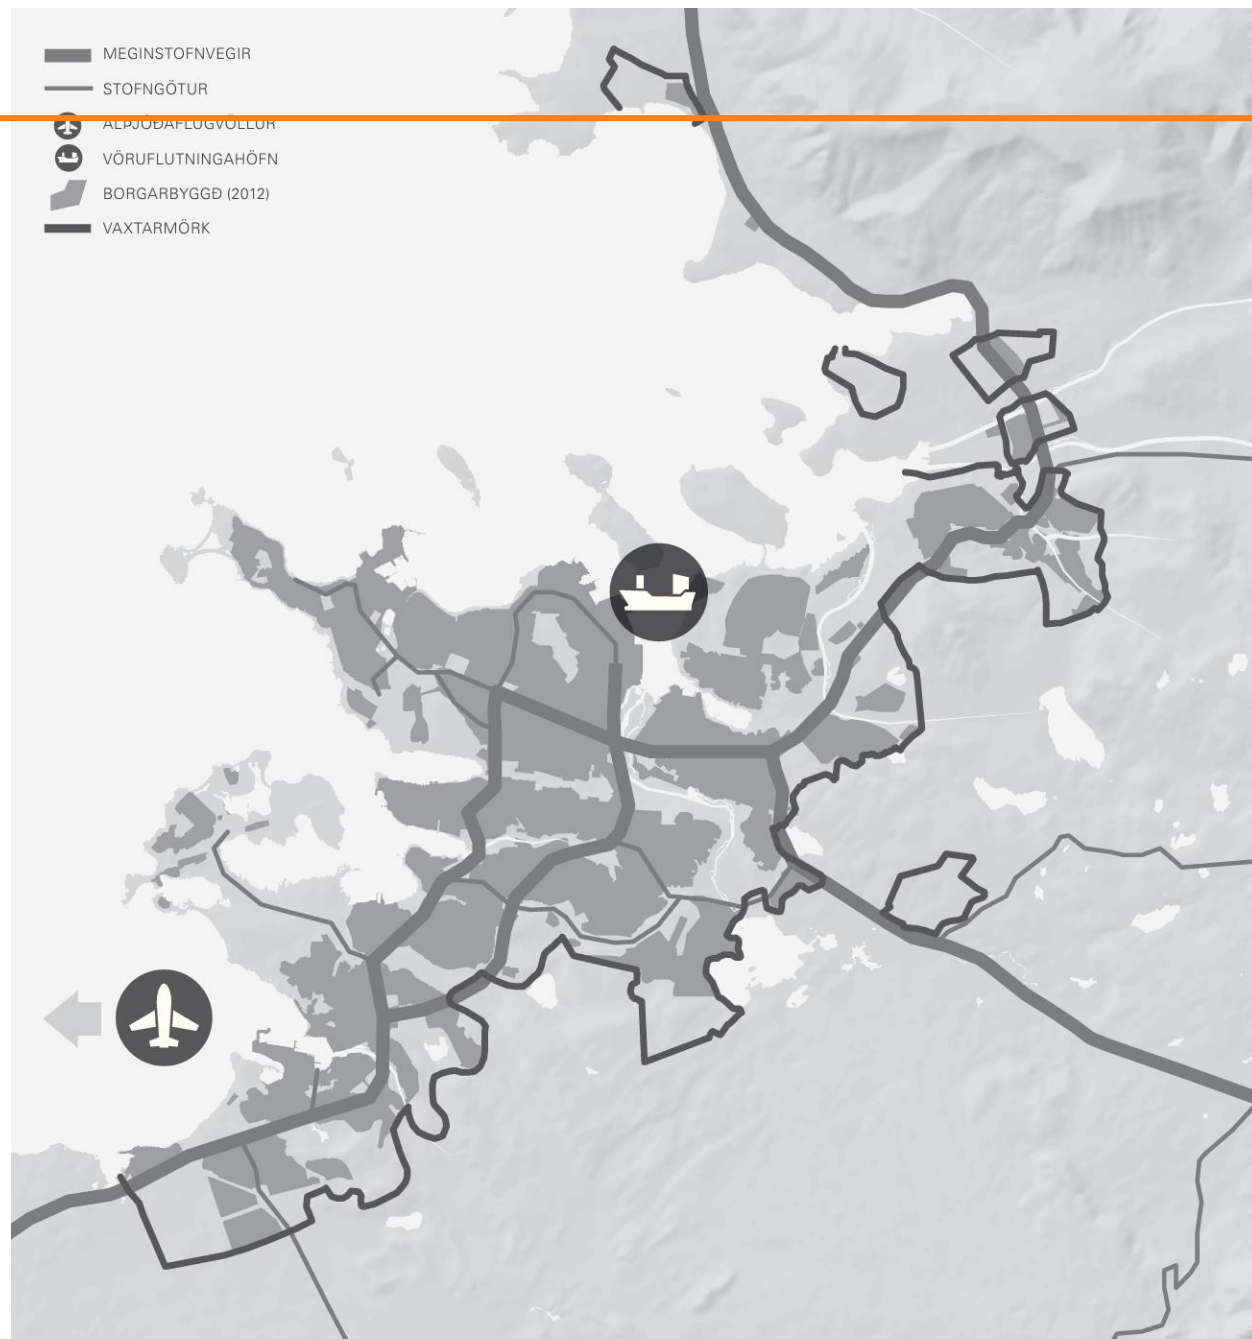 MEGINSTOFNVEGIR
STOFNGÖTUR
ALÞJÓÐAFLUGVÖLLUR
VÖRUFLUTNINGAHÖFN
BORGARBYGGÐ (2012)
VAXTARMÖRK